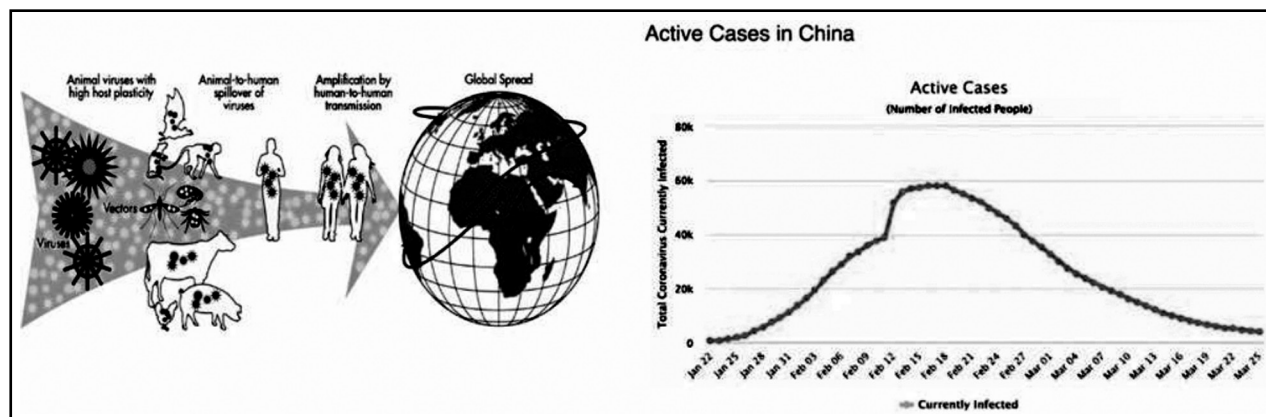 Animal viruses with
high host plasticity
Animal-to-human
spillover of
viruses
Amplification by
human-to-human
transmission
Global Spread
Vectors
Viruses
Active Cases in China
Active Cases
(Number of Infected People)
Total Coronavirus Currently Infected
80k
60k
40k
20k
0
Jan 22
Jan 25
Jan 28
Jan 31
Feb 03
Feb 06
Feb 09
Feb 12
Feb 15
Feb 18
Feb 21
Feb 24
Feb 27
Mar 01
Mar 04
Mar 07
Mar 10
Mar 13
Mar 16
Mar 19
Mar 22
Mar 25
Currently Infected